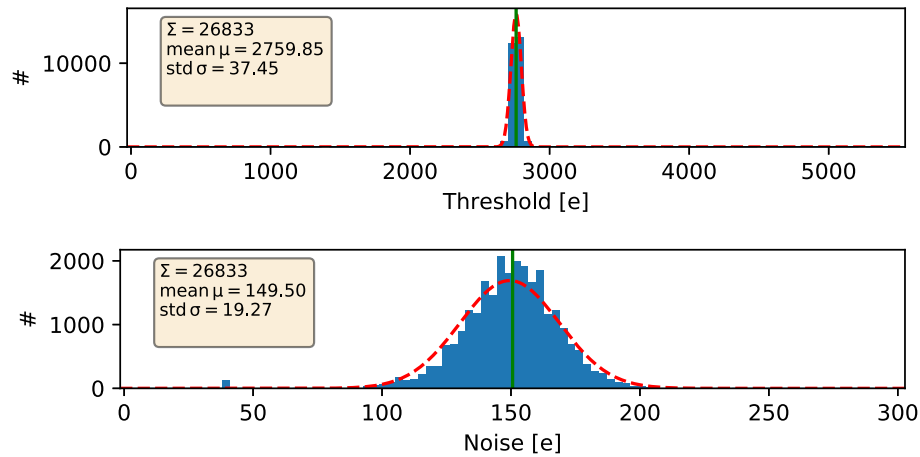 Σ = 26833
mean μ = 2759.85
std σ = 37.45
10000
0
#
0 1000 2000 3000 4000 5000
Threshold [e]
Σ = 26833
mean μ = 149.50
std σ = 19.27
2000
1000
0
#
0 50 100 150 200 250 300
Noise [e]